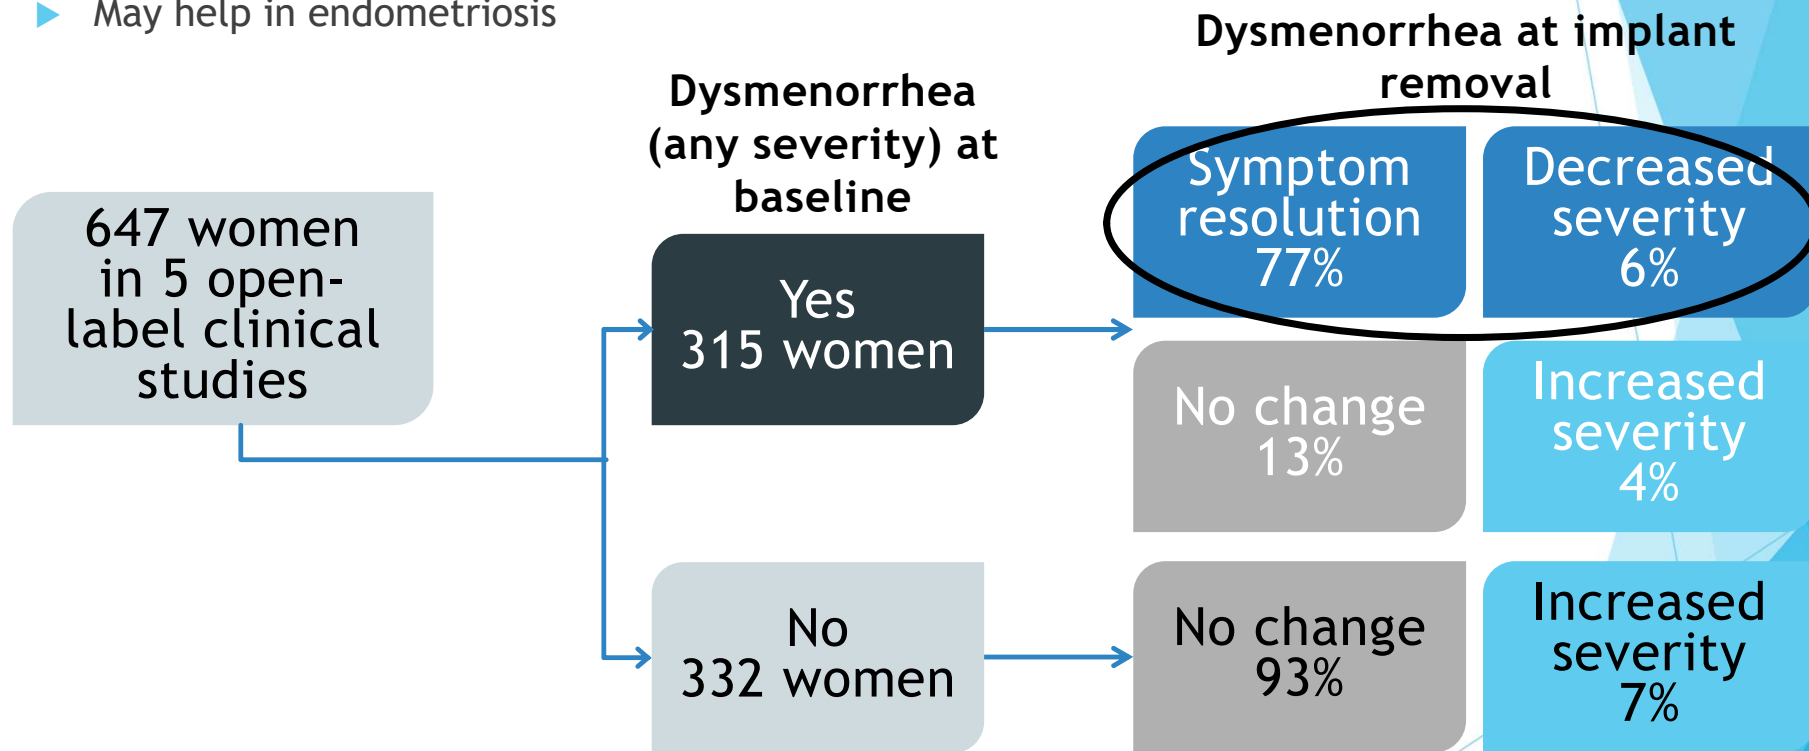 May help in endometriosis
Dysmenorrhea at implant
removal
Dysmenorrhea
(any severity) at
baseline
647 women
in 5 open-
label clinical
studies
Yes
315 women
Symptom
resolution
77%
Decreased
severity
6%
No change
13%
Increased
severity
4%
No
332 women
No change
93%
Increased
severity
7%